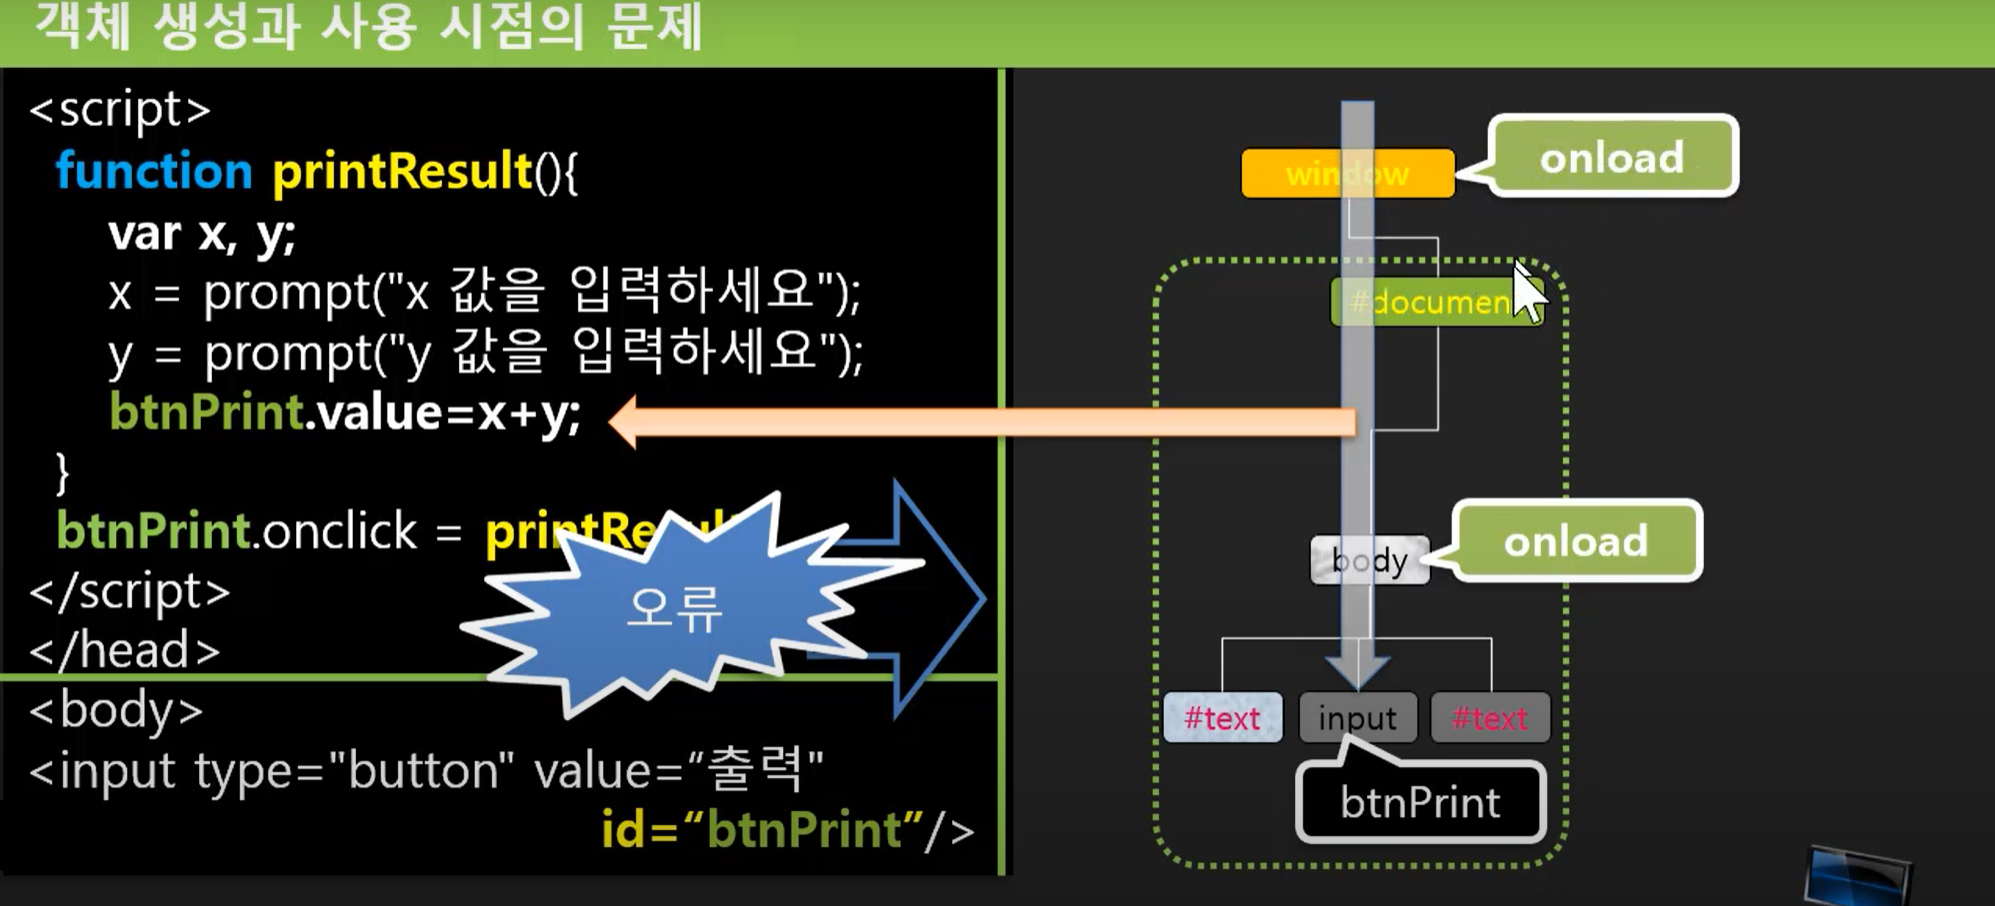 객체 생성과 사용 시점의 문제
<script>
function printResult(){
var x, y;
x = prompt("x 값을 입력하세요");
y = prompt("y 값을 입력하세요");
btnPrint.value=x+y;
}
btnPrint.onclick = printResul
오류
</script>
</head>
<body>
<input type="button" value=“출력"
id=“btnPrint”/>
window
onload
#documen
body
onload
#text
input
#text
btnPrint